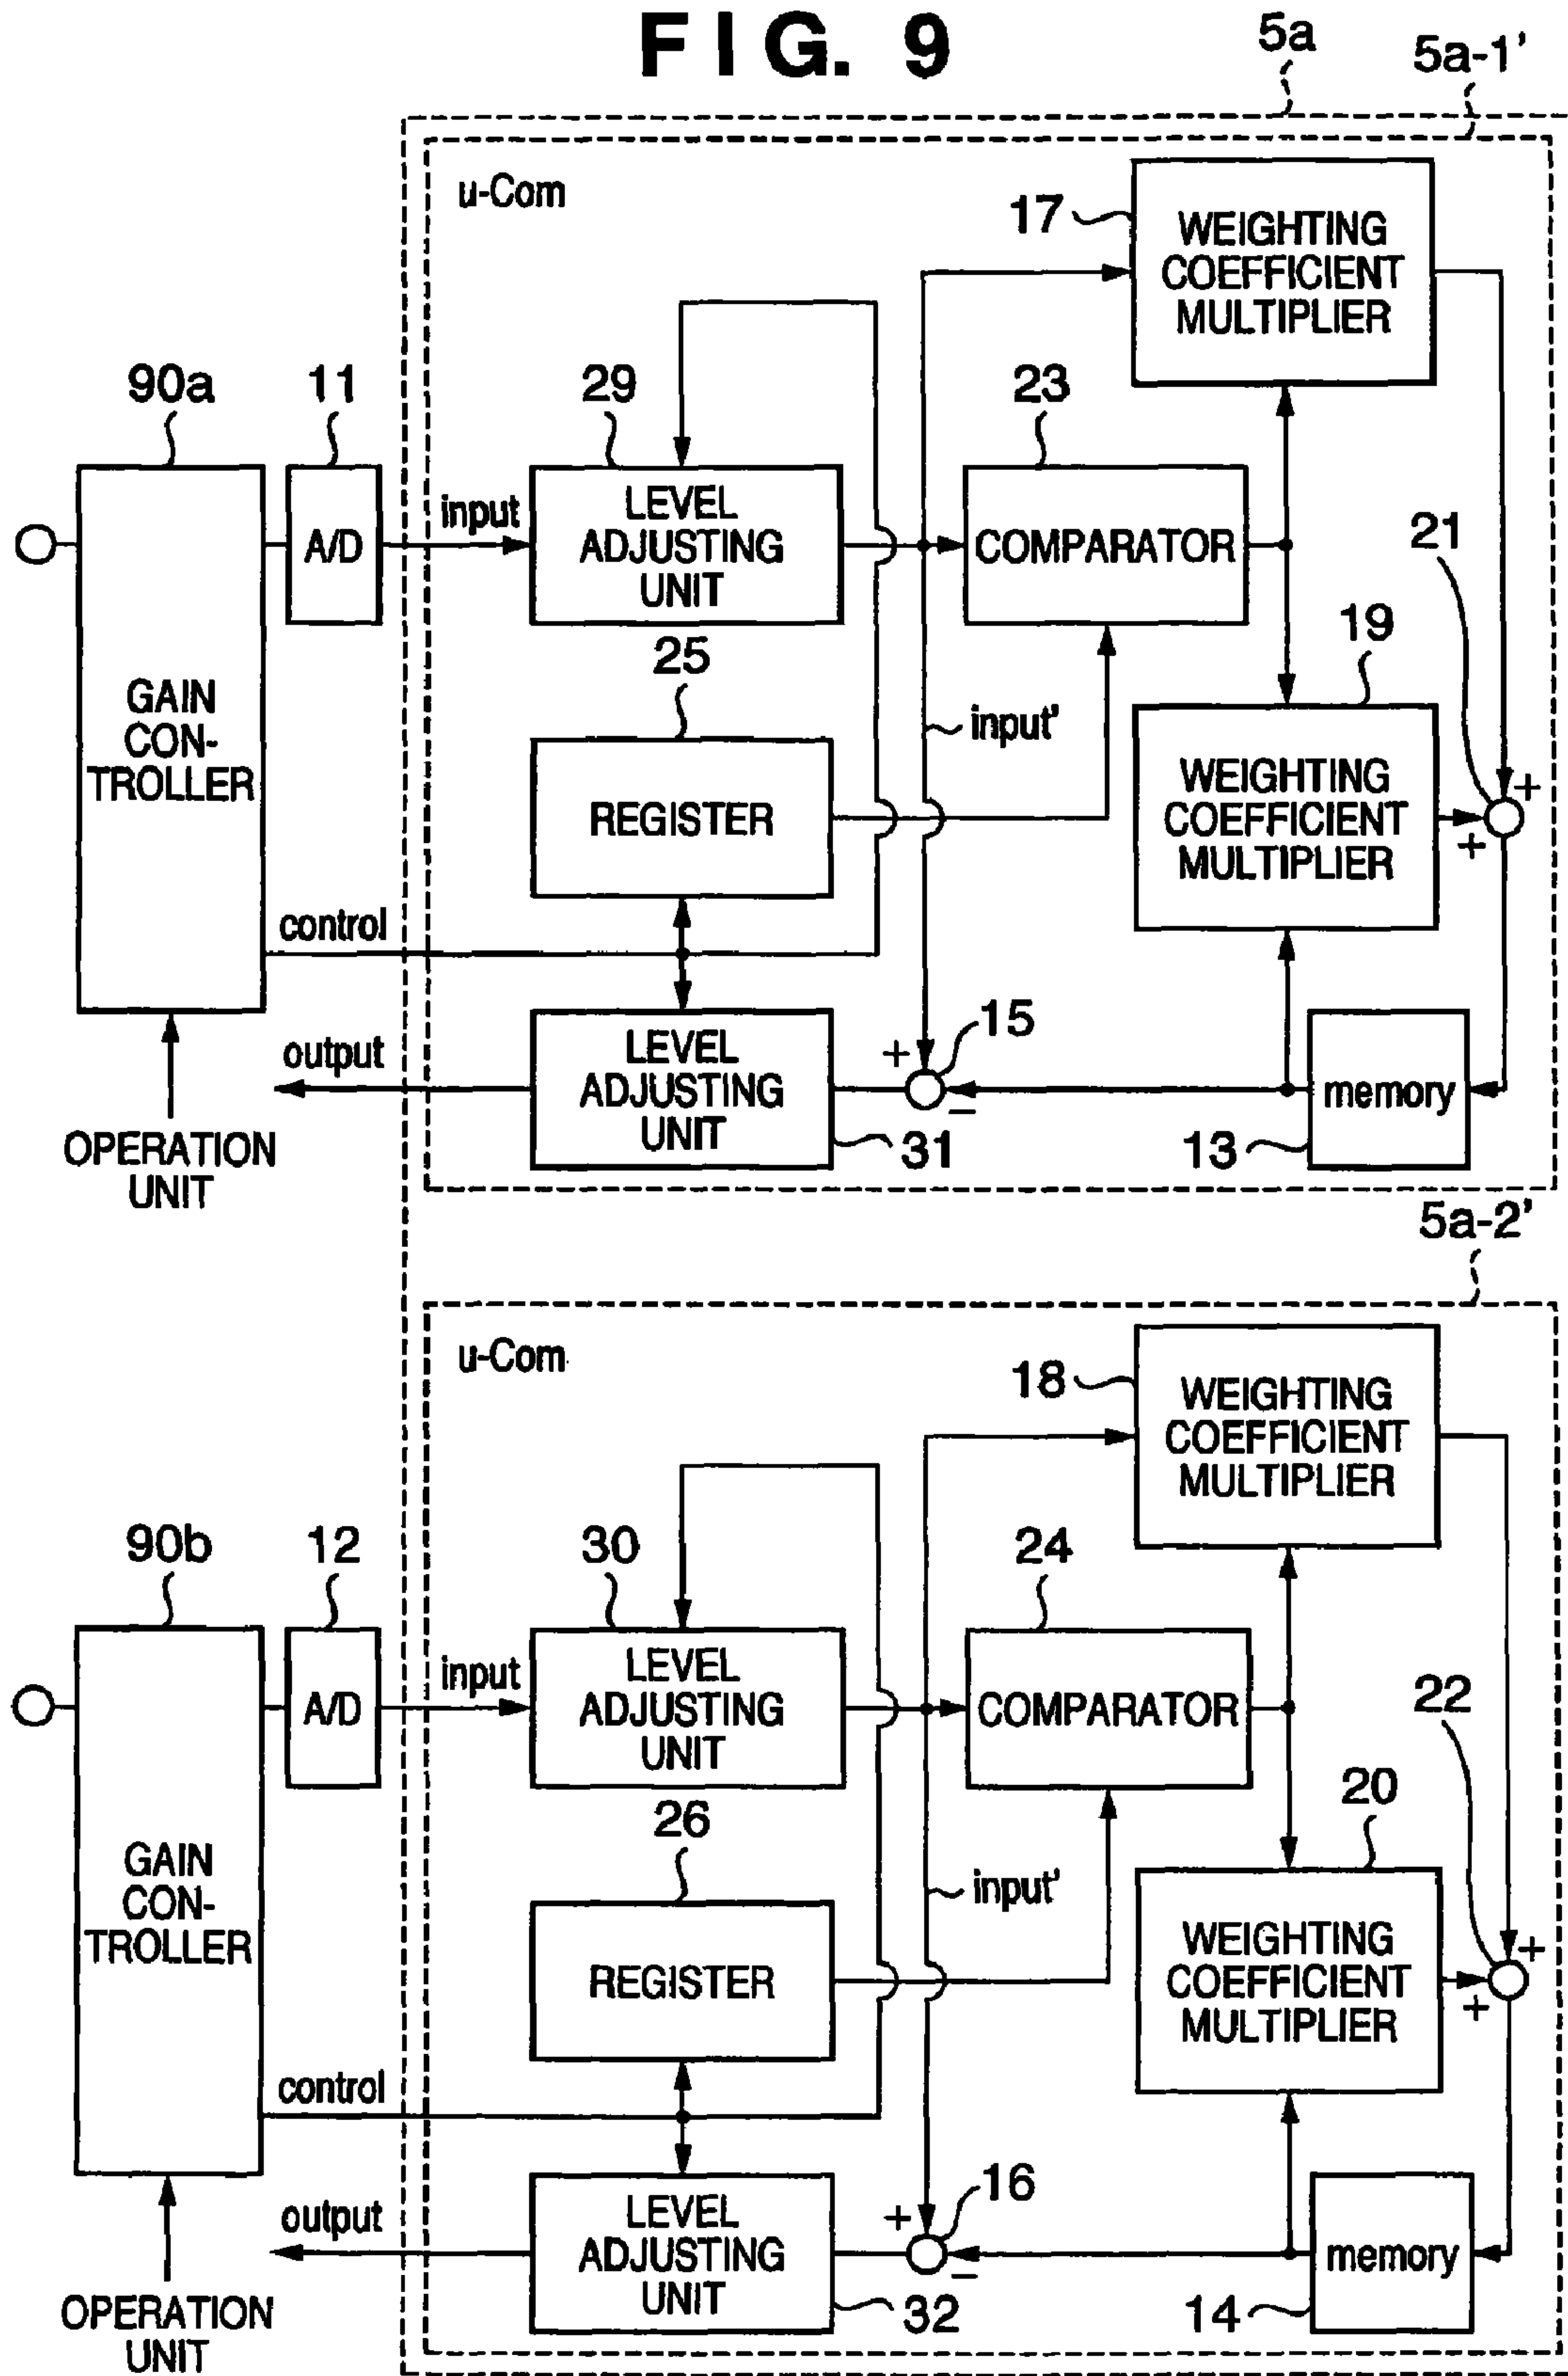 FIG. 9
5a
5a-1'
u-Com
17
WEIGHTING
COEFFICIENT
MULTIPLIER
90a
11
29
23
GAIN
CON-
TROLLER
A/D
input
LEVEL
ADJUSTING
UNIT
COMPARATOR
21
25
19
input'
REGISTER
WEIGHTING
COEFFICIENT
MULTIPLIER
+
+
control
output
LEVEL
ADJUSTING
UNIT
31
+
15
−
memory
13
OPERATION
UNIT
5a-2'
u-Com
18
WEIGHTING
COEFFICIENT
MULTIPLIER
90b
12
30
24
GAIN
CON-
TROLLER
A/D
input
LEVEL
ADJUSTING
UNIT
COMPARATOR
22
26
20
input'
REGISTER
WEIGHTING
COEFFICIENT
MULTIPLIER
+
+
control
output
LEVEL
ADJUSTING
UNIT
32
+
16
−
memory
14
OPERATION
UNIT